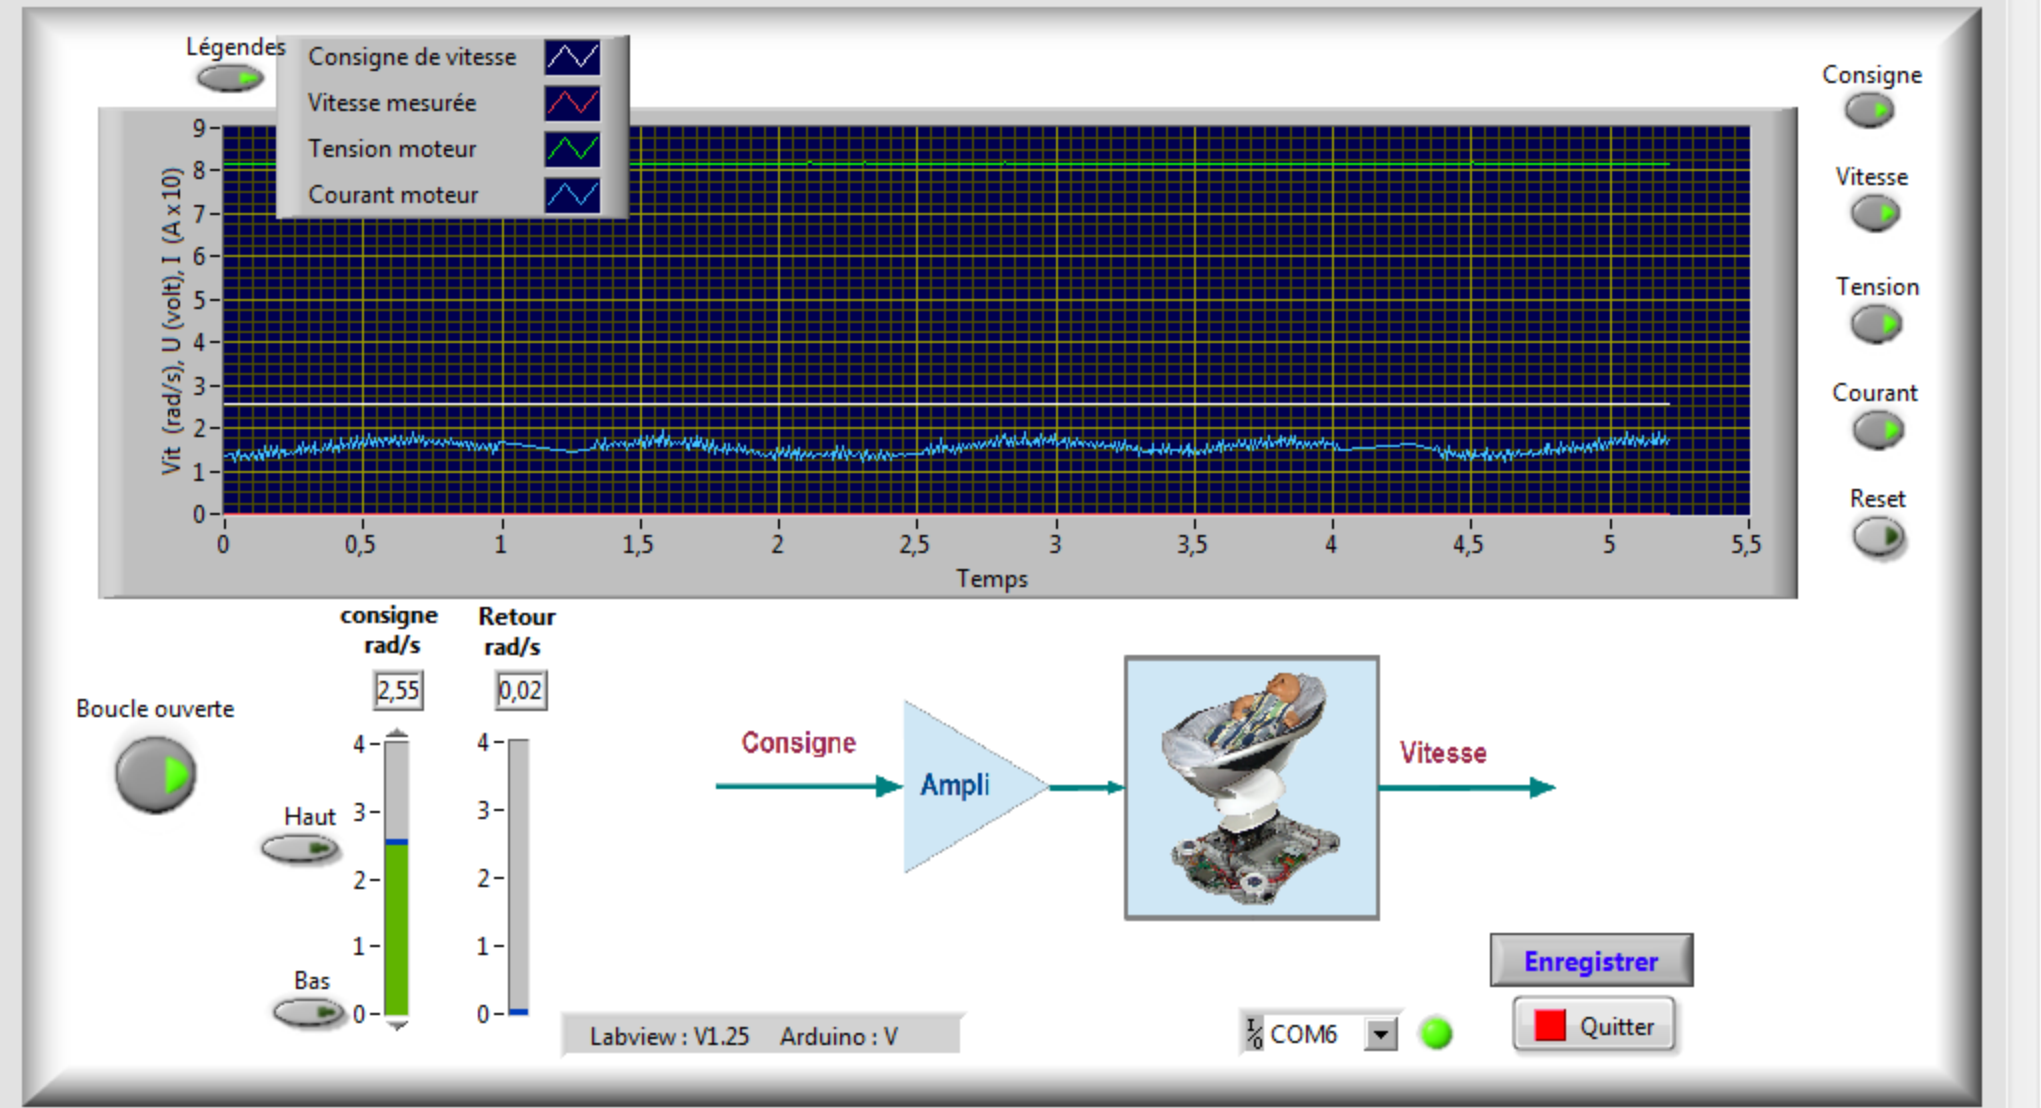 Légendes
Consigne de vitesse
Vitesse mesurée
Tension moteur
Courant moteur
Consigne
Vitesse
Tension
Courant
Reset
Vit (rad/s), U (volt), I (A x 10)
9
8
7
6
5
4
3
2
1
0
0 0,5 1 1,5 2 2,5 3 3,5 4 4,5 5 5,5
Temps
consigne
rad/s
2,55
Retour
rad/s
0,02
Boucle ouverte
Haut
Bas
4
3
2
1
0
4
3
2
1
0
Consigne
Ampli
Vitesse
Labview : V1.25 Arduino : V
I/O COM6
Enregistrer
Quitter